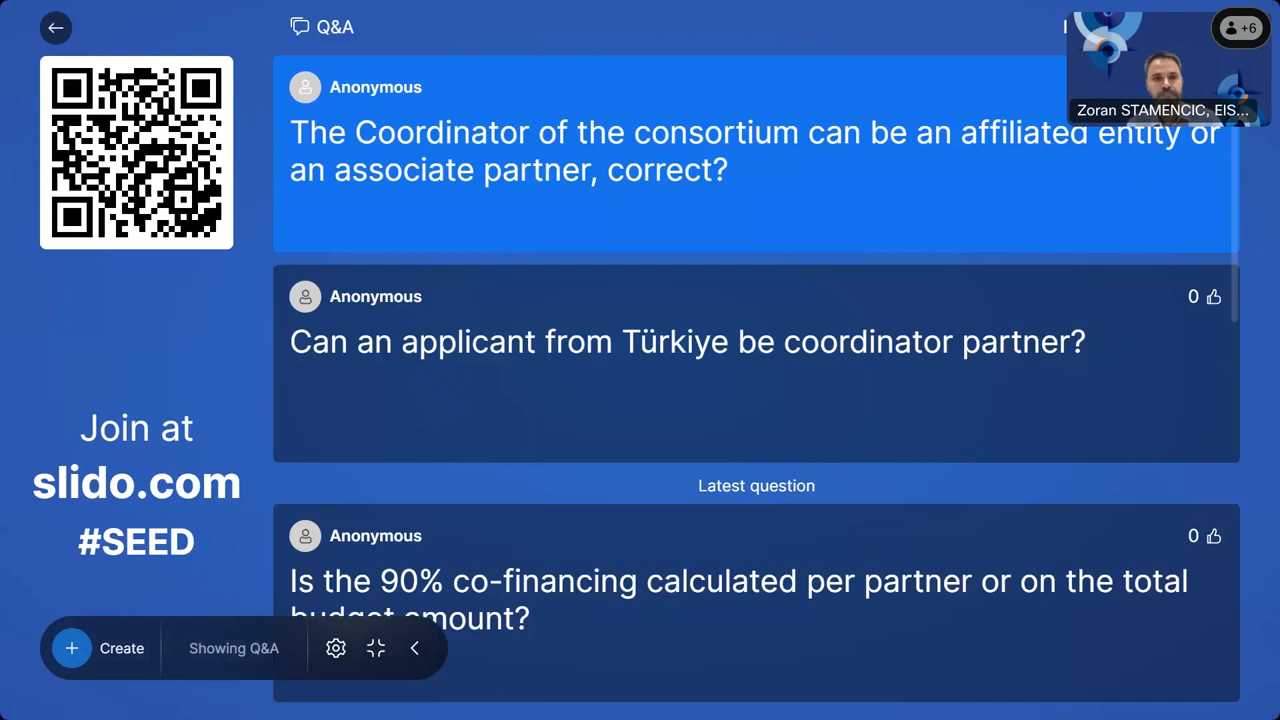 Q&A
+6
Zoran STAMENCIC, EIS...
Anonymous
The Coordinator of the consortium can be an affiliated entity or
an associate partner, correct?
Anonymous
0
Can an applicant from Türkiye be coordinator partner?
Join at
slido.com
#SEED
Latest question
Anonymous
0
Is the 90% co-financing calculated per partner or on the total
budget amount?
Create
Showing Q&A